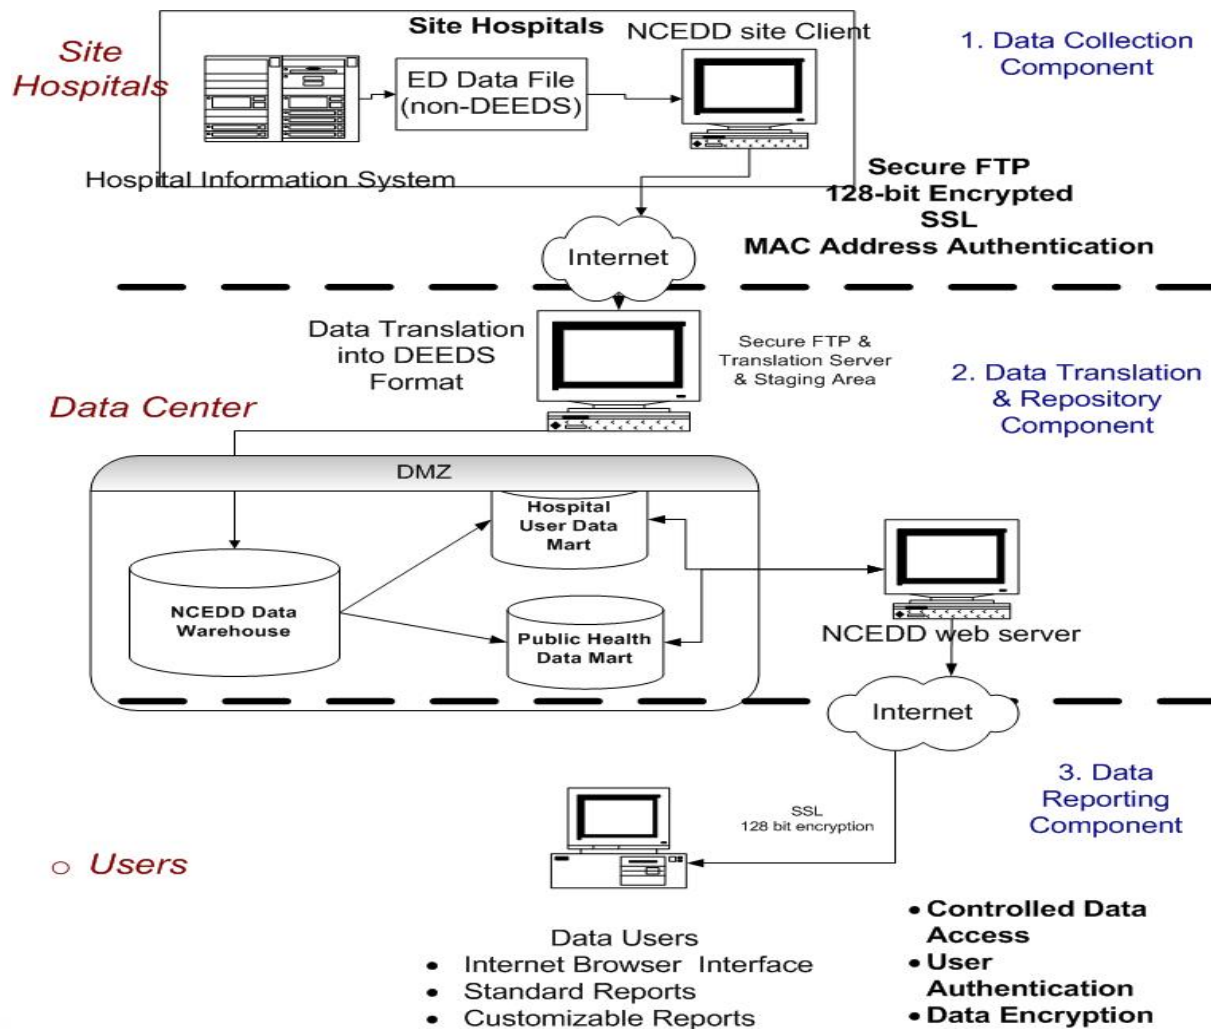 Site Hospitals
NCEDD site Client
Site
Hospitals
1. Data Collection
Component
ED Data File
(non-DEEDS)
Hospital Information System
Secure FTP
128-bit Encrypted
SSL
MAC Address Authentication
Internet
Data Translation
into DEEDS
Format
Secure FTP &
Translation Server
& Staging Area
2. Data Translation
& Repository
Component
Data Center
DMZ
Hospital
User Data
Mart
NCEDD Data
Warehouse
Public Health
Data Mart
NCEDD web server
Internet
3. Data
Reporting
Component
SSL
128 bit encryption
○ Users
Data Users
• Internet Browser Interface
• Standard Reports
• Customizable Reports
• Controlled Data
Access
• User
Authentication
• Data Encryption